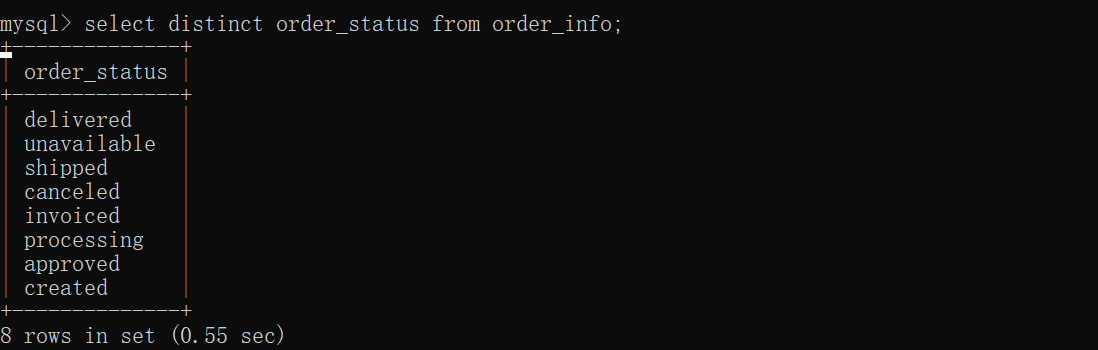 mysql> select distinct order_status from order_info;
+--------------+
| order_status |
+--------------+
| delivered    |
| unavailable  |
| shipped      |
| canceled     |
| invoiced     |
| processing   |
| approved     |
| created      |
+--------------+
8 rows in set (0.55 sec)